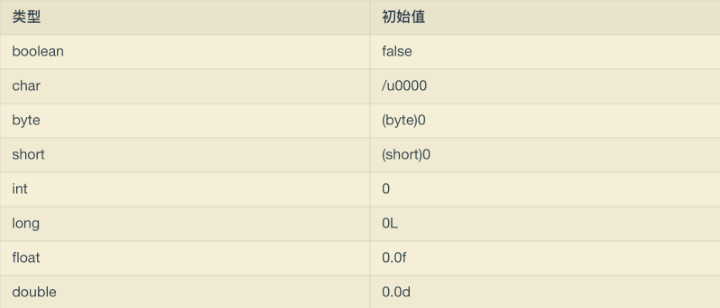 类型 初始值
boolean false
char /u0000
byte (byte)0
short (short)0
int 0
long 0L
float 0.0f
double 0.0d